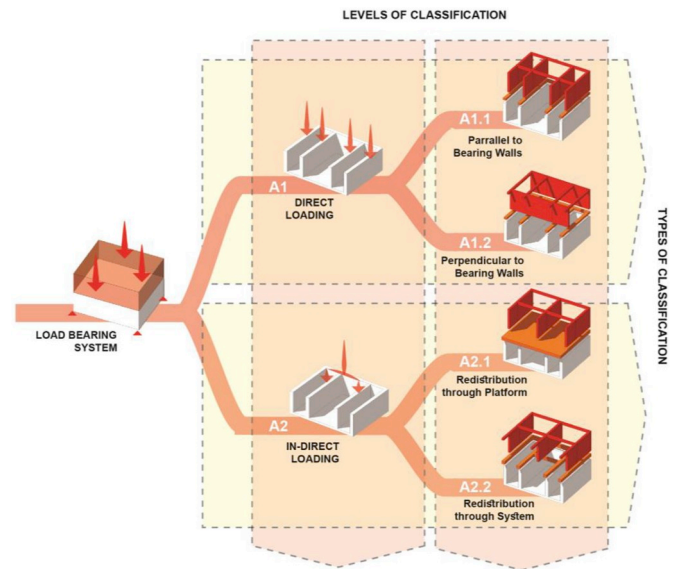 LEVELS OF CLASSIFICATION
A1.1
Parrallel to
Bearing Walls
A1
DIRECT
LOADING
A1.2
Perpendicular to
Bearing Walls
TYPES OF CLASSIFICATION
LOAD BEARING
SYSTEM
A2.1
Redistribution
through Platform
A2
IN-DIRECT
LOADING
A2.2
Redistribution
through System